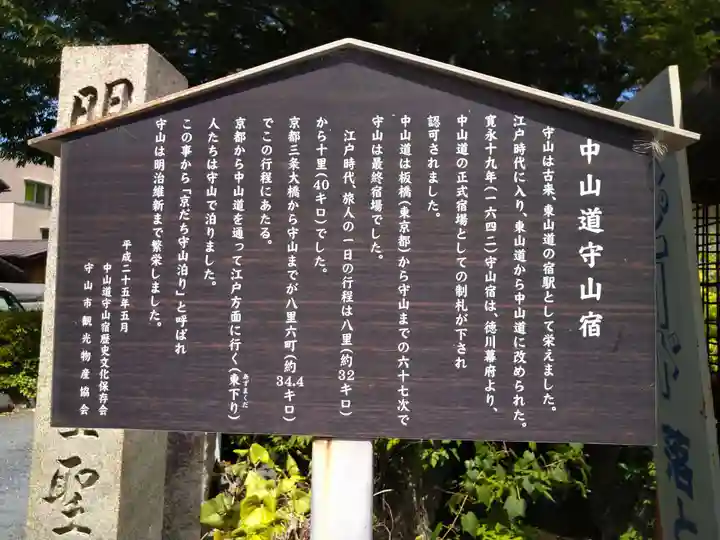 中山道守山宿
守山は古来、東山道の宿駅として栄えました。
江戸時代に入り、東山道から中山道に改められた。
寛永十九年(一六四二)守山宿は、徳川幕府より、
中山道の正式宿場としての制札が下され
認可されました。
中山道は板橋(東京都)から守山までの六十七次で
守山は最終宿場でした。
江戸時代、旅人の一日の行程は八里(約32キロ)
から十里(40キロ)でした。
京都三条大橋から守山までが八里六町(約34.4キロ)
でこの行程にあたる。
京都から中山道を通って江戸方面に行く(東下り)
あずまくだ
人たちは守山で泊りました。
この事から「京だち守山泊り」と呼ばれ
守山は明治維新まで繁栄しました。
平成二十五年五月
中山道守山宿歴史文化保存会
守山市観光物産協会
明
聖
落と